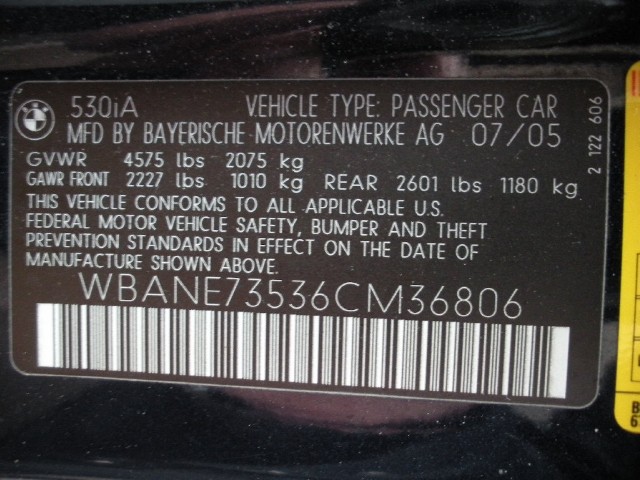 BMW
530iA VEHICLE TYPE: PASSENGER CAR
MFD BY BAYERISCHE MOTORENWERKE AG 07/05
GVWR 4575 lbs 2075 kg
GAWR FRONT 2227 lbs 1010 kg REAR 2601 lbs 1180 kg
THIS VEHICLE CONFORMS TO ALL APPLICABLE U.S.
FEDERAL MOTOR VEHICLE SAFETY, BUMPER AND THEFT
PREVENTION STANDARDS IN EFFECT ON THE DATE OF
MANUFACTURE SHOWN ABOVE.
WBANE73536CM36806
2 122 606